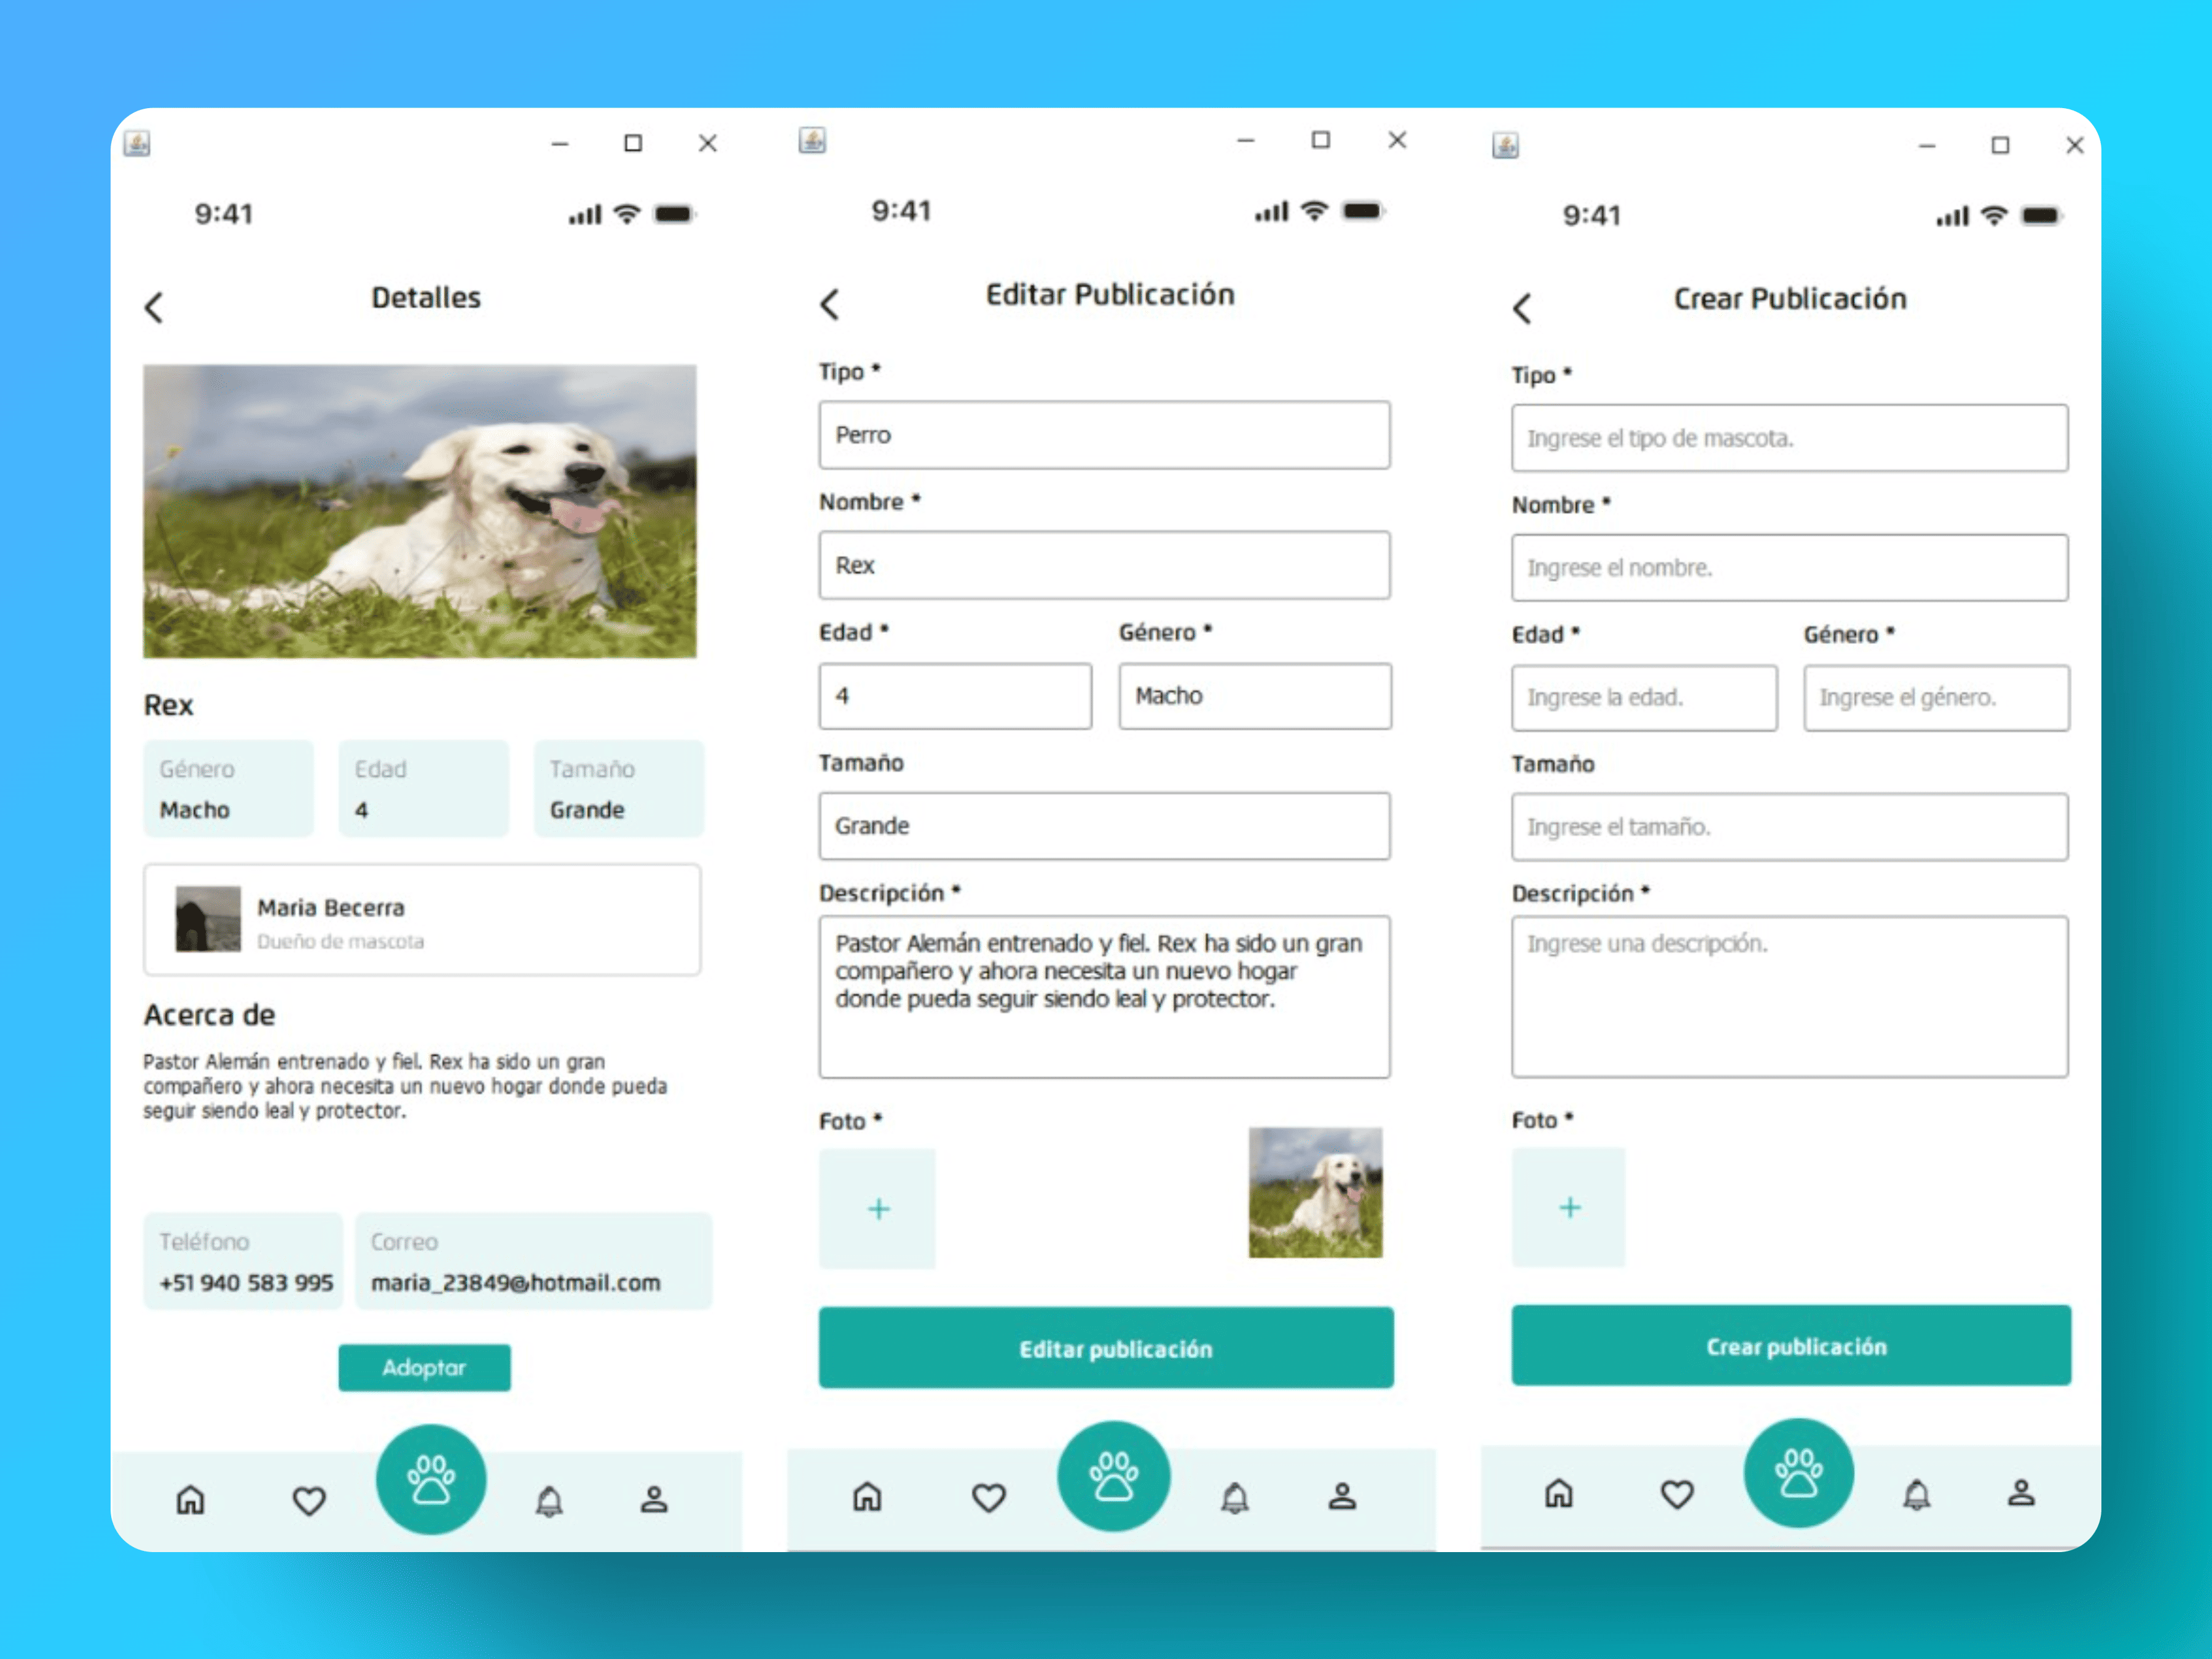 9:41
Detalles
Rex
Género
Macho
Edad
4
Tamaño
Grande
Maria Becerra
Dueño de mascota
Acerca de
Pastor Alemán entrenado y fiel. Rex ha sido un gran
compañero y ahora necesita un nuevo hogar donde pueda
seguir siendo leal y protector.
Teléfono
+51 940 583 995
Correo
maria_23849@hotmail.com
Adoptar
9:41
Editar Publicación
Tipo *
Perro
Nombre *
Rex
Edad *
4
Género *
Macho
Tamaño
Grande
Descripción *
Pastor Alemán entrenado y fiel. Rex ha sido un gran
compañero y ahora necesita un nuevo hogar
donde pueda seguir siendo leal y protector.
Foto *
+
Editar publicación
9:41
Crear Publicación
Tipo *
Ingrese el tipo de mascota.
Nombre *
Ingrese el nombre.
Edad *
Ingrese la edad.
Género *
Ingrese el género.
Tamaño
Ingrese el tamaño.
Descripción *
Ingrese una descripción.
Foto *
+
Crear publicación